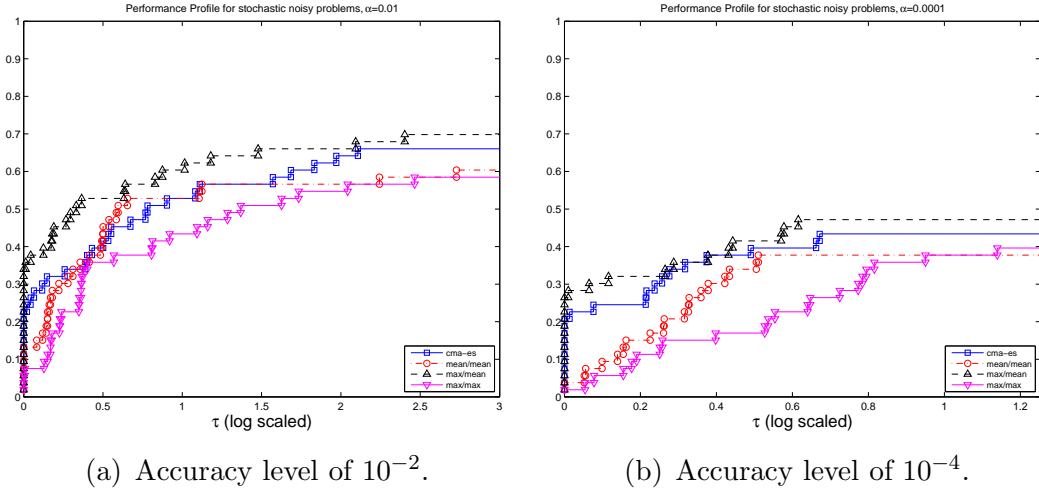 Performance Profile for stochastic noisy problems, α=0.01
1
0.9
0.8
0.7
0.6
0.5
0.4
0.3
0.2
0.1
0
0
0.5
1
1.5
2
2.5
3
τ (log scaled)
cma−es
mean/mean
max/mean
max/max
(a) Accuracy level of 10⁻².
Performance Profile for stochastic noisy problems, α=0.0001
1
0.9
0.8
0.7
0.6
0.5
0.4
0.3
0.2
0.1
0
0
0.2
0.4
0.6
0.8
1
1.2
τ (log scaled)
cma−es
mean/mean
max/mean
max/max
(b) Accuracy level of 10⁻⁴.